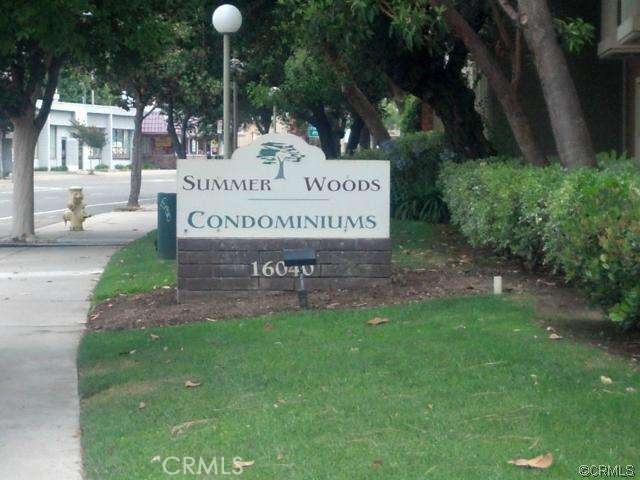 SUMMER WOODS
CONDOMINIUMS
16040
CRMLS
©CRMLS